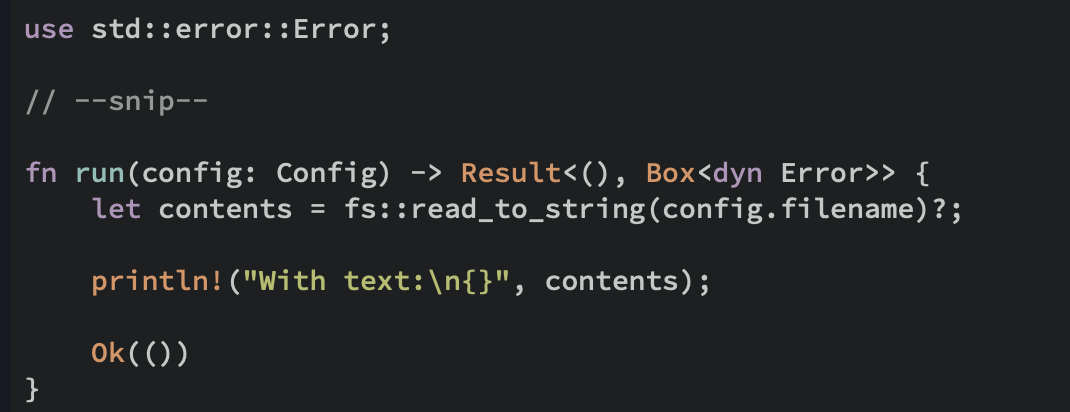 use std::error::Error;
// --snip--
fn run(config: Config) -> Result<(), Box<dyn Error>> {
    let contents = fs::read_to_string(config.filename)?;
    println!("With text:\n{}", contents);
    Ok(())
}